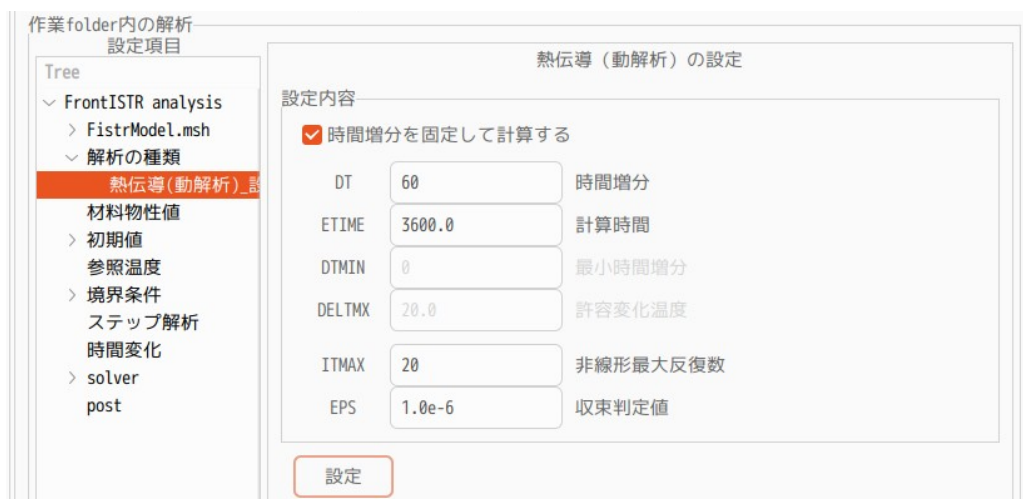 作業folder内の解析
設定項目
Tree
FrontISTR analysis
FistrModel.msh
解析の種類
熱伝導(動解析)_設
材料物性値
初期値
参照温度
境界条件
ステップ解析
時間変化
solver
post
熱伝導（動解析）の設定
設定内容
時間増分を固定して計算する
DT 60 時間増分
ETIME 3600.0 計算時間
DTMIN 0 最小時間増分
DELTMX 20.0 許容変化温度
ITMAX 20 非線形最大反復数
EPS 1.0e-6 収束判定値
設定